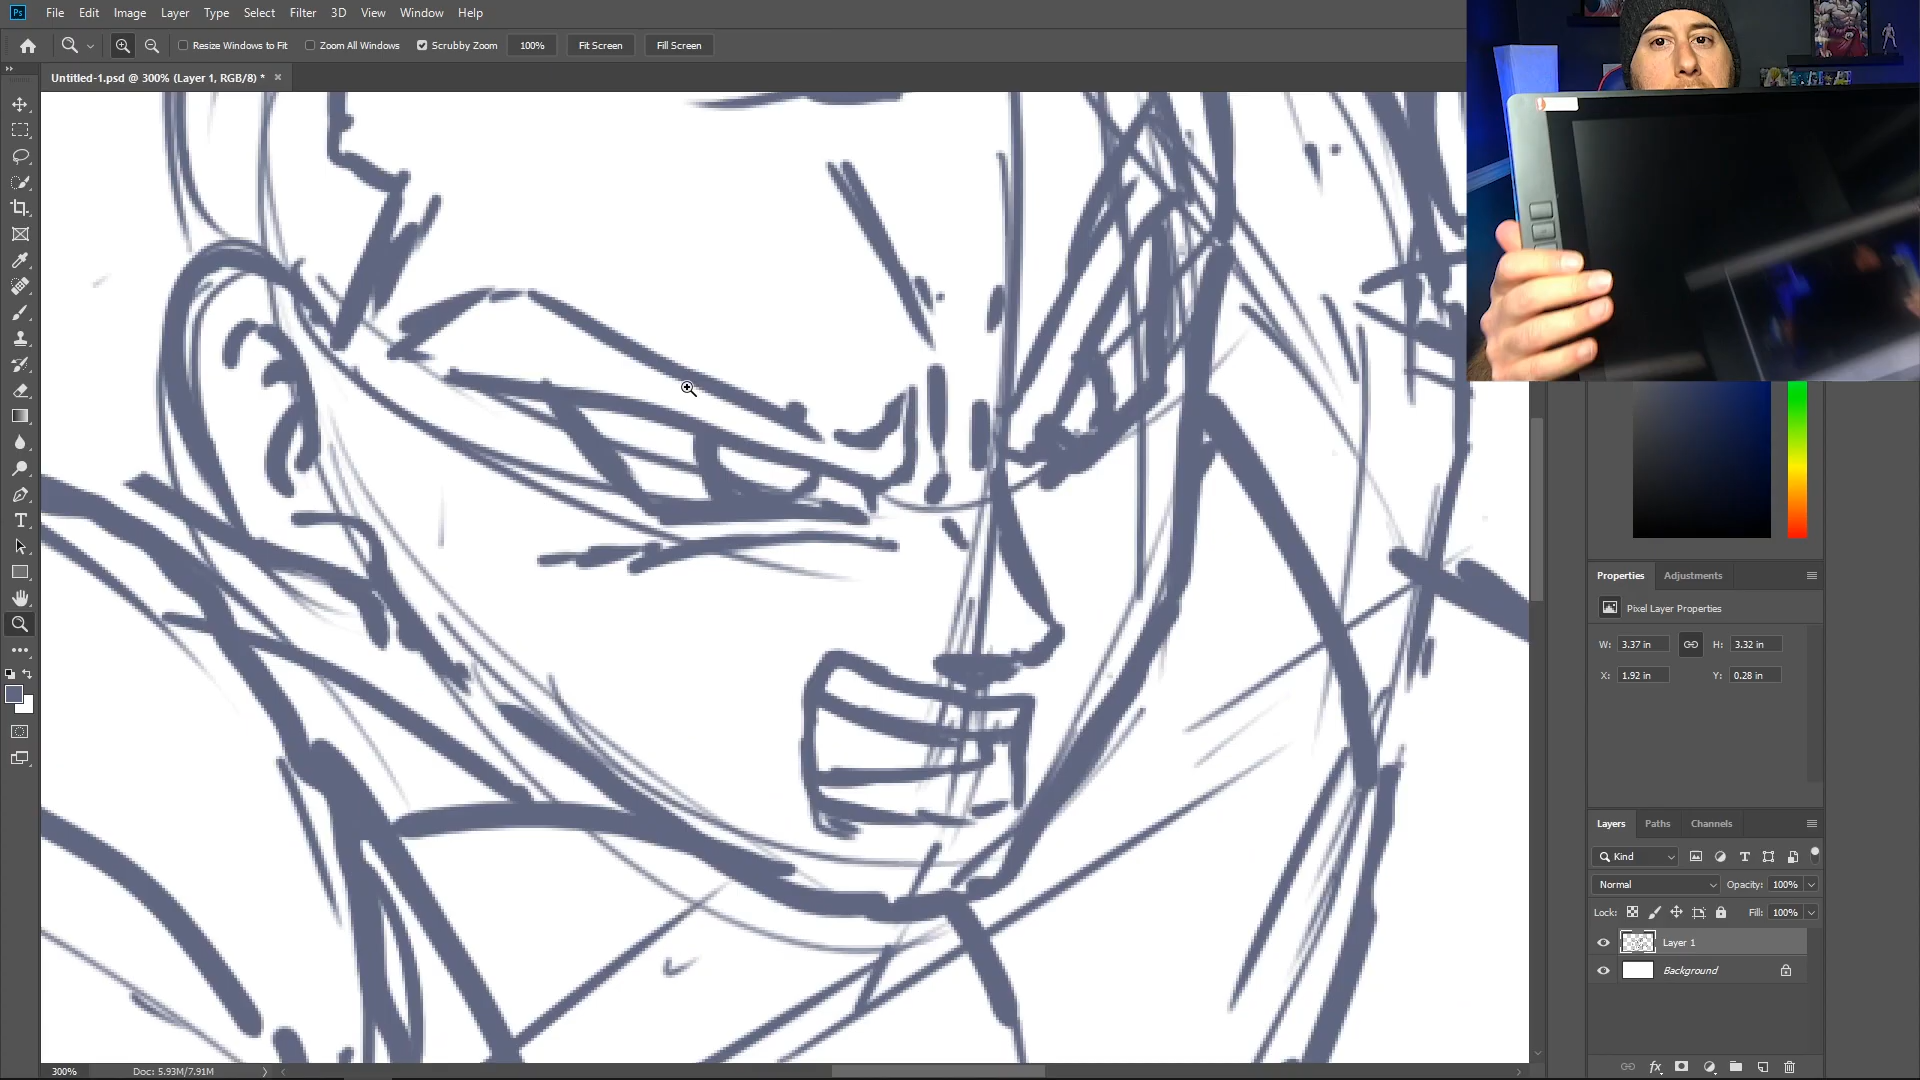 Ps File Edit Image Layer Type Select Filter 3D View Window Help
Resize Windows to Fit Zoom All Windows Scrubby Zoom 100% Fit Screen Fill Screen
Untitled-1.psd @ 300% (Layer 1, RGB/8) *
Properties Adjustments
Pixel Layer Properties
W: 3.37 in H: 3.32 in
X: 1.92 in Y: 0.28 in
Layers Paths Channels
Kind
Normal Opacity: 100%
Lock: Fill: 100%
Layer 1
Background
300% Doc: 5.93M/7.91M